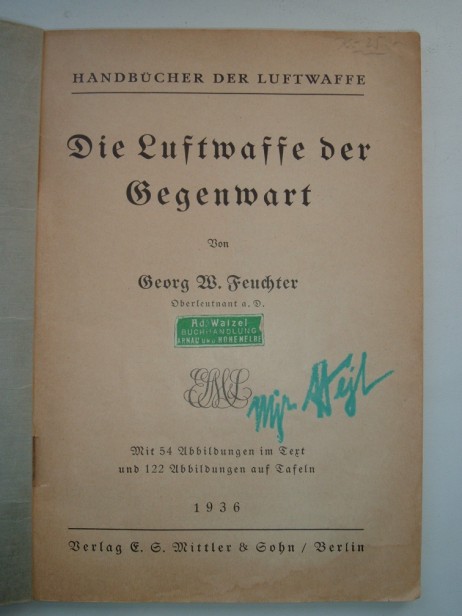 HANDBÜCHER DER LUFTWAFFE
Die Luftwaffe der
Gegenwart
Von
Georg W. Feuchter
Oberleutnant a. D.
Ad. Walzel
BUCHHANDLUNG
ARNAU UND HOHENELBE
Mit 54 Abbildungen im Text
und 122 Abbildungen auf Tafeln
1936
Verlag E. S. Mittler & Sohn / Berlin